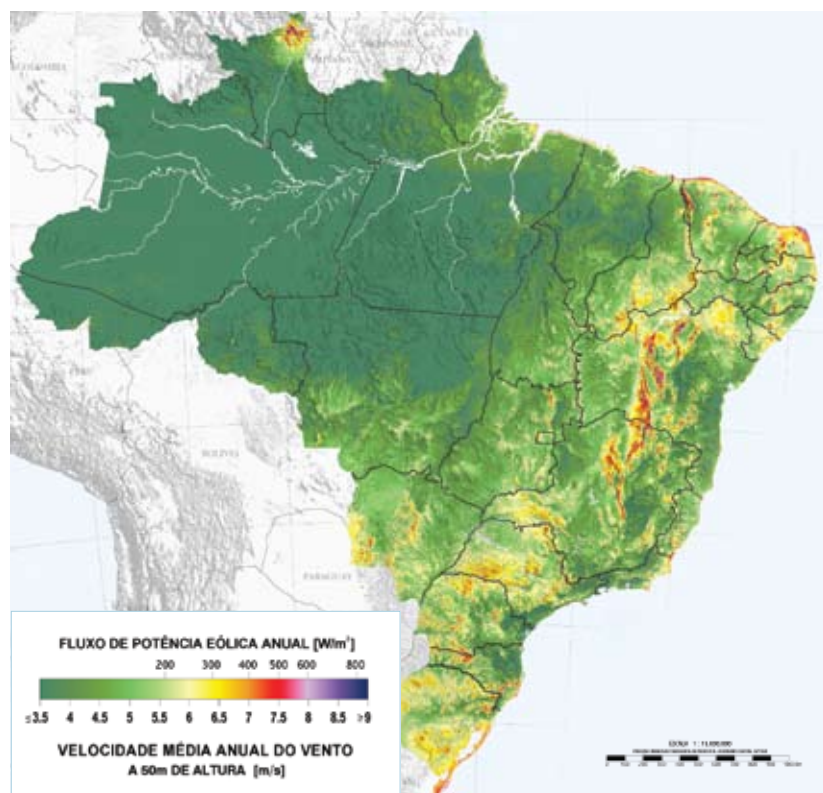 COLOMBIA
BOLIVIA
PARAGUAY
FLUXO DE POTÊNCIA EÓLICA ANUAL [W/m²]
200 300 400 500 600 800
≤3.5 4 4.5 5 5.5 6 6.5 7 7.5 8 8.5 ≥9
VELOCIDADE MÉDIA ANUAL DO VENTO
A 50m DE ALTURA [m/s]